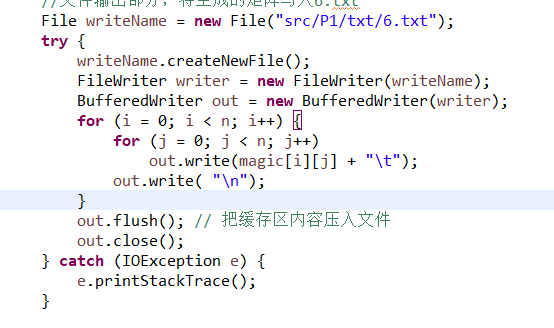 //文件输出部分，将生成的矩阵写入6.txt
File writeName = new File("src/P1/txt/6.txt");
try {
writeName.createNewFile();
FileWriter writer = new FileWriter(writeName);
BufferedWriter out = new BufferedWriter(writer);
for (i = 0; i < n; i++) {
for (j = 0; j < n; j++)
out.write(magic[i][j] + "\t");
out.write( "\n");
}
out.flush(); // 把缓存区内容压入文件
out.close();
} catch (IOException e) {
e.printStackTrace();
}